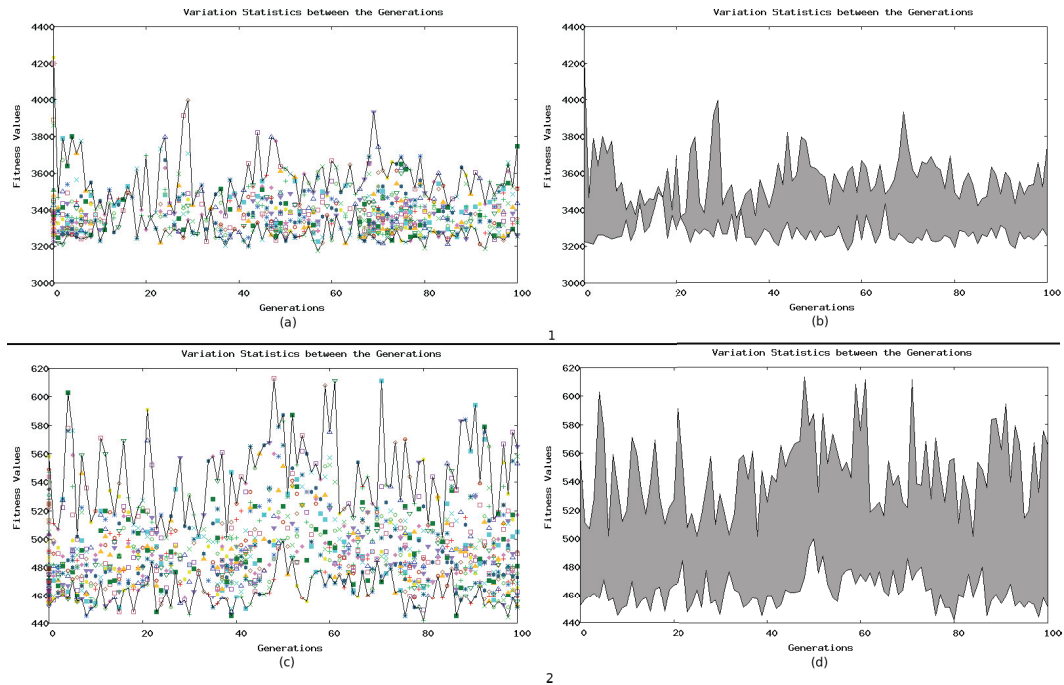 Variation Statistics between the Generations
4400
4200
4000
3800
3600
3400
3200
3000
Fitness Values
0 20 40 60 80 100
Generations
(a)
Variation Statistics between the Generations
4400
4200
4000
3800
3600
3400
3200
3000
Fitness Values
0 20 40 60 80 100
Generations
(b)
1
Variation Statistics between the Generations
620
600
580
560
540
520
500
480
460
440
Fitness Values
0 20 40 60 80 100
Generations
(c)
Variation Statistics between the Generations
620
600
580
560
540
520
500
480
460
440
Fitness Values
0 20 40 60 80 100
Generations
(d)
2